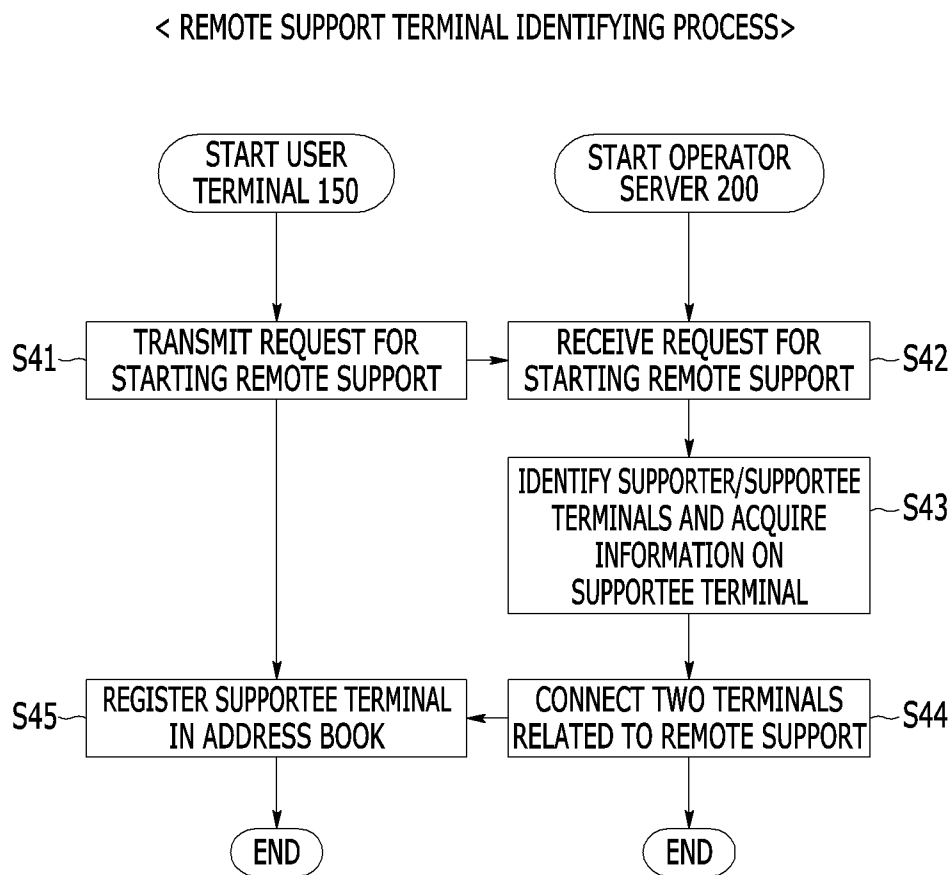 < REMOTE SUPPORT TERMINAL IDENTIFYING PROCESS>
START USER
TERMINAL 150
START OPERATOR
SERVER 200
S41
TRANSMIT REQUEST FOR
STARTING REMOTE SUPPORT
RECEIVE REQUEST FOR
STARTING REMOTE SUPPORT
S42
IDENTIFY SUPPORTER/SUPPORTEE
TERMINALS AND ACQUIRE
INFORMATION ON
SUPPORTEE TERMINAL
S43
S45
REGISTER SUPPORTEE TERMINAL
IN ADDRESS BOOK
CONNECT TWO TERMINALS
RELATED TO REMOTE SUPPORT
S44
END
END